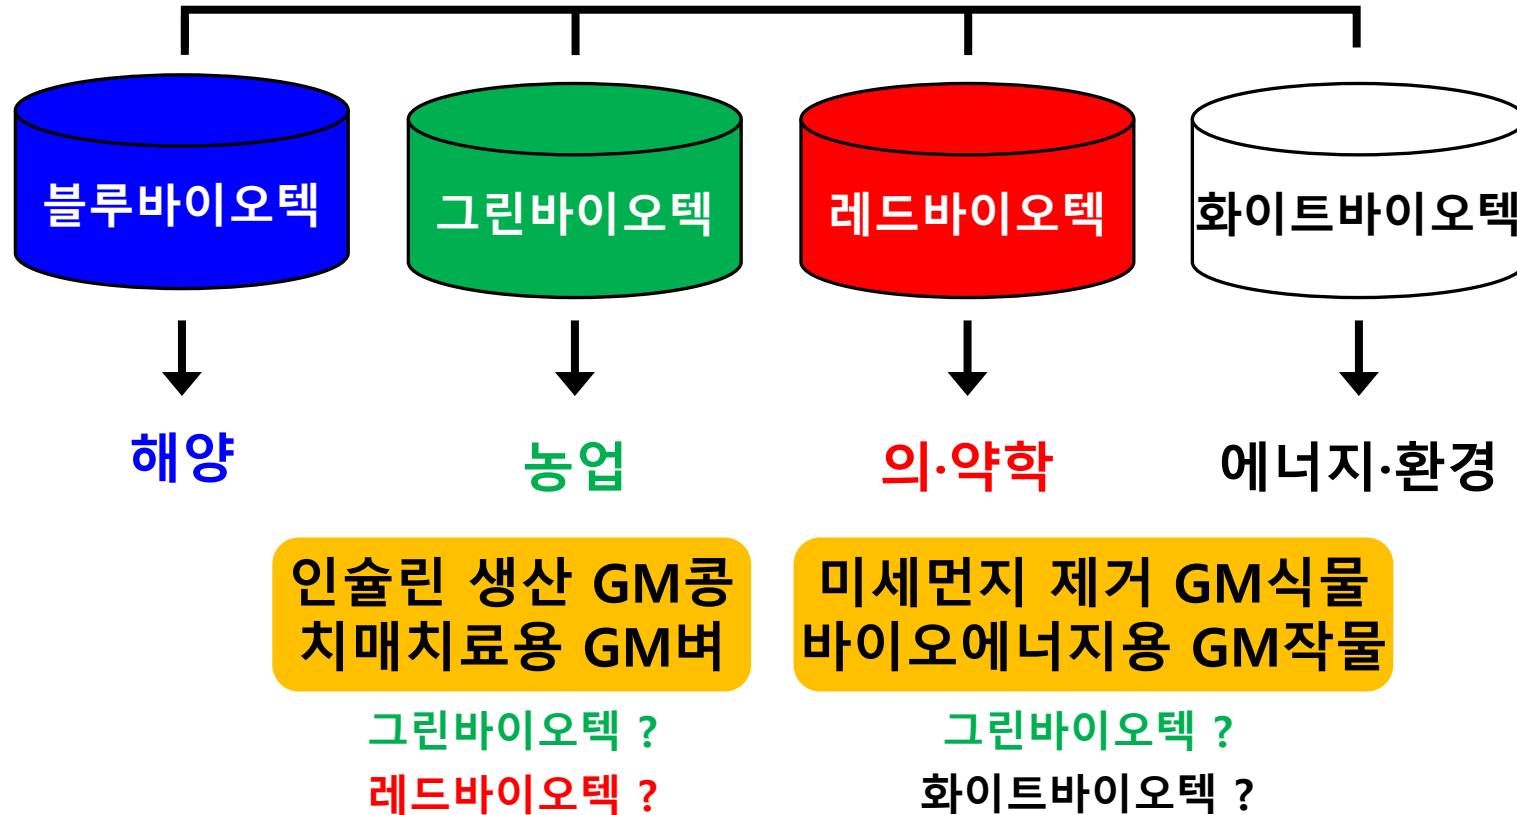 블루바이오텍
그린바이오텍
레드바이오텍
화이트바이오텍
해양
농업
의·약학
에너지·환경
인슐린 생산 GM콩
치매치료용 GM벼
미세먼지 제거 GM식물
바이오에너지용 GM작물
그린바이오텍 ?
레드바이오텍 ?
그린바이오텍 ?
화이트바이오텍 ?